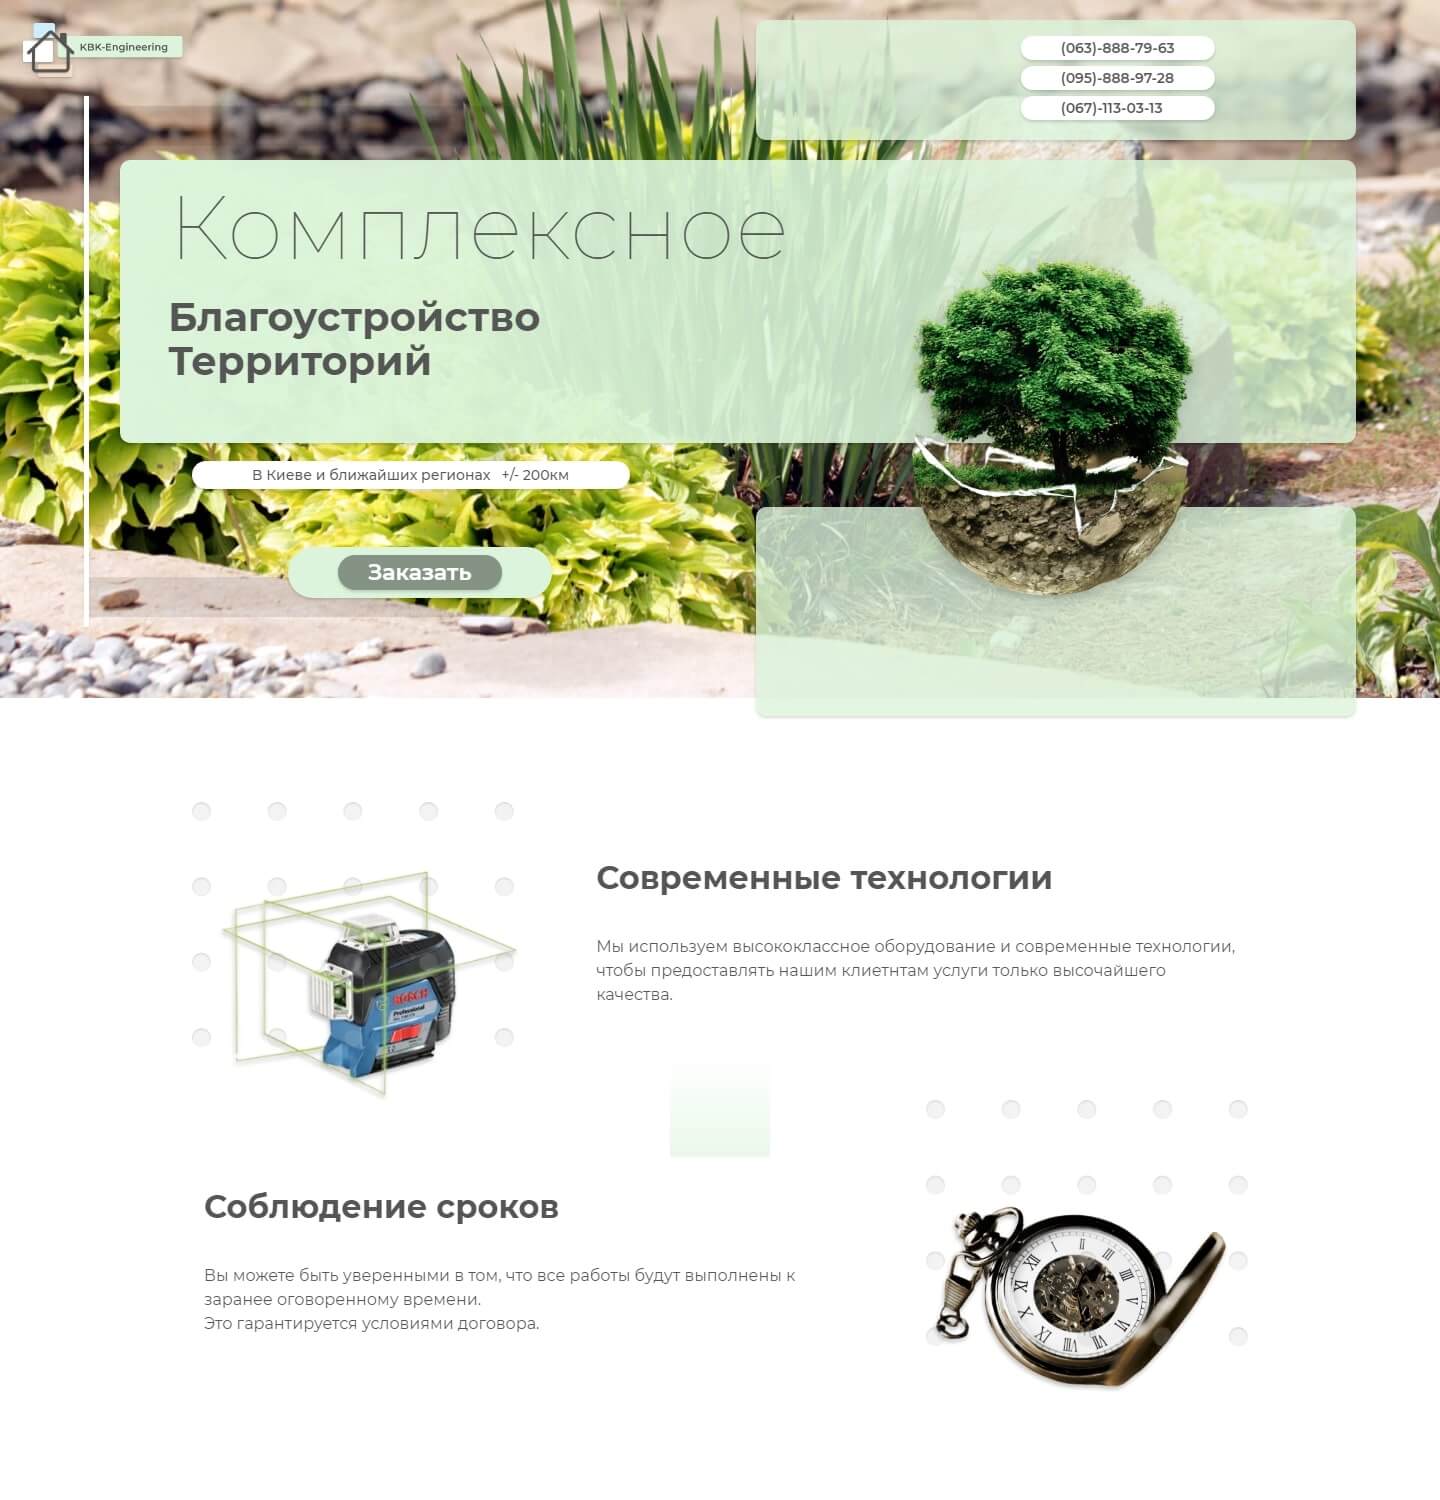 KBK-Engineering
(063)-888-79-63
(095)-888-97-28
(067)-113-03-13
Комплексное
Благоустройство
Территорий
В Киеве и ближайших регионах +/- 200км
Заказать
Современные технологии
Мы используем высококлассное оборудование и современные технологии,
чтобы предоставлять нашим клиетнтам услуги только высочайшего
качества.
BOSCH
Professional
Соблюдение сроков
Вы можете быть уверенными в том, что все работы будут выполнены к
заранее оговоренному времени.
Это гарантируется условиями договора.